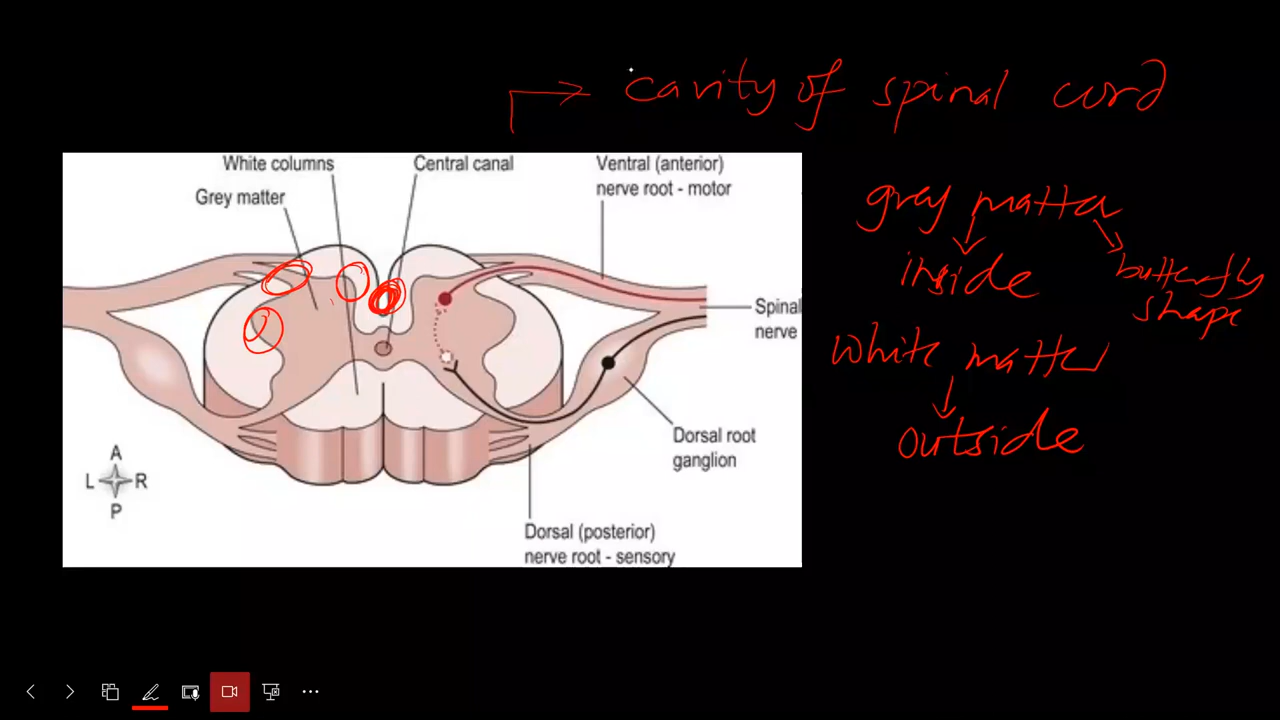 cavity of spinal cord
White columns
Central canal
Ventral (anterior)
nerve root - motor
Grey matter
grey matter
inside
butterfly
shape
Spinal
nerve
white matter
outside
Dorsal root
ganglion
A
L
R
P
Dorsal (posterior)
nerve root - sensory